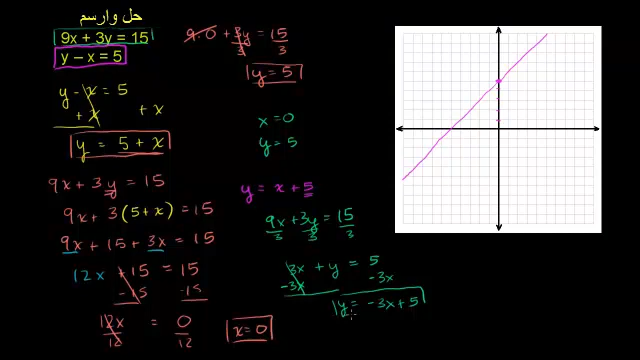 حل وارسم
9x + 3y = 15
y − x = 5
y − x = 5
+ x + x
y = 5 + x
9x + 3y = 15
9x + 3(5 + x) = 15
9x + 15 + 3x = 15
12x + 15 = 15
−15 −15
12x/12 = 0/12
x = 0
9·0 + 3y/3 = 15/3
y = 5
x = 0
y = 5
y = x + 5
9x/3 + 3y/3 = 15/3
3x + y = 5
−3x −3x
y = −3x + 5